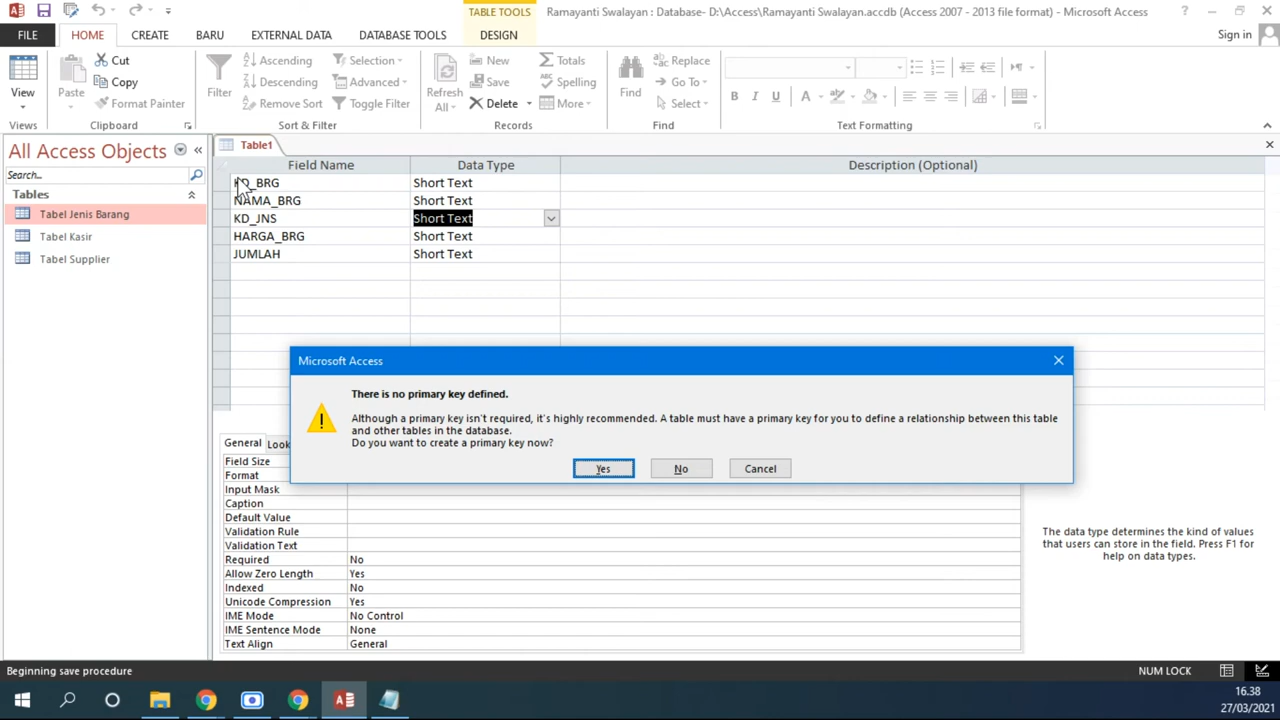 TABLE TOOLS
Ramayanti Swalayan : Database- D:\Access\Ramayanti Swalayan.accdb (Access 2007 - 2013 file format) - Microsoft Access
FILE HOME CREATE BARU EXTERNAL DATA DATABASE TOOLS DESIGN Sign in
View
Views
Paste
Cut
Copy
Format Painter
Clipboard
Filter
Ascending
Descending
Remove Sort
Selection
Advanced
Toggle Filter
Sort & Filter
Refresh
All
New
Save
Delete
Totals
Spelling
More
Records
Find
Replace
Go To
Select
Find
B I U A
Text Formatting
All Access Objects
Search...
Tables
Tabel Jenis Barang
Tabel Kasir
Tabel Supplier
Table1
Field Name Data Type Description (Optional)
KD_BRG Short Text
NAMA_BRG Short Text
KD_JNS Short Text
HARGA_BRG Short Text
JUMLAH Short Text
Microsoft Access
There is no primary key defined.
Although a primary key isn't required, it's highly recommended. A table must have a primary key for you to define a relationship between this table
and other tables in the database.
Do you want to create a primary key now?
Yes No Cancel
General Look
Field Size
Format
Input Mask
Caption
Default Value
Validation Rule
Validation Text
Required No
Allow Zero Length Yes
Indexed No
Unicode Compression Yes
IME Mode No Control
IME Sentence Mode None
Text Align General
The data type determines the kind of values
that users can store in the field. Press F1 for
help on data types.
Beginning save procedure NUM LOCK
16.38
27/03/2021